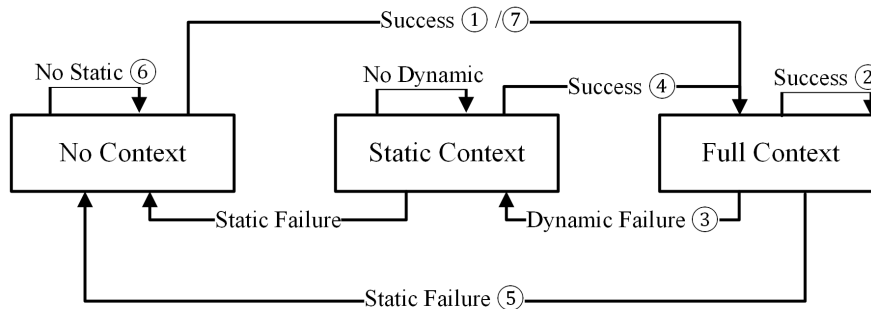 Success ① /⑦
No Static ⑥
No Dynamic
Success ④
Success ②
No Context
Static Context
Full Context
Static Failure
Dynamic Failure ③
Static Failure ⑤